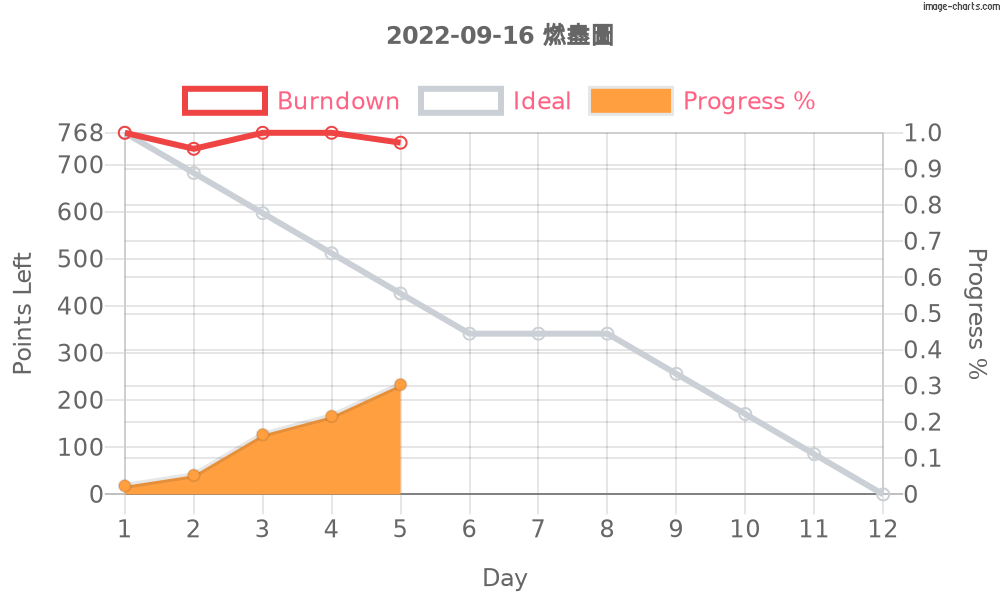 image-charts.com
2022-09-16 燃盡圖
Burndown Ideal Progress %
768 1.0
700 0.9
600 0.8
500 0.7
400 0.6
300 0.5
200 0.4
100 0.3
0 0.2
0.1
0
Points Left
Progress %
1 2 3 4 5 6 7 8 9 10 11 12
Day